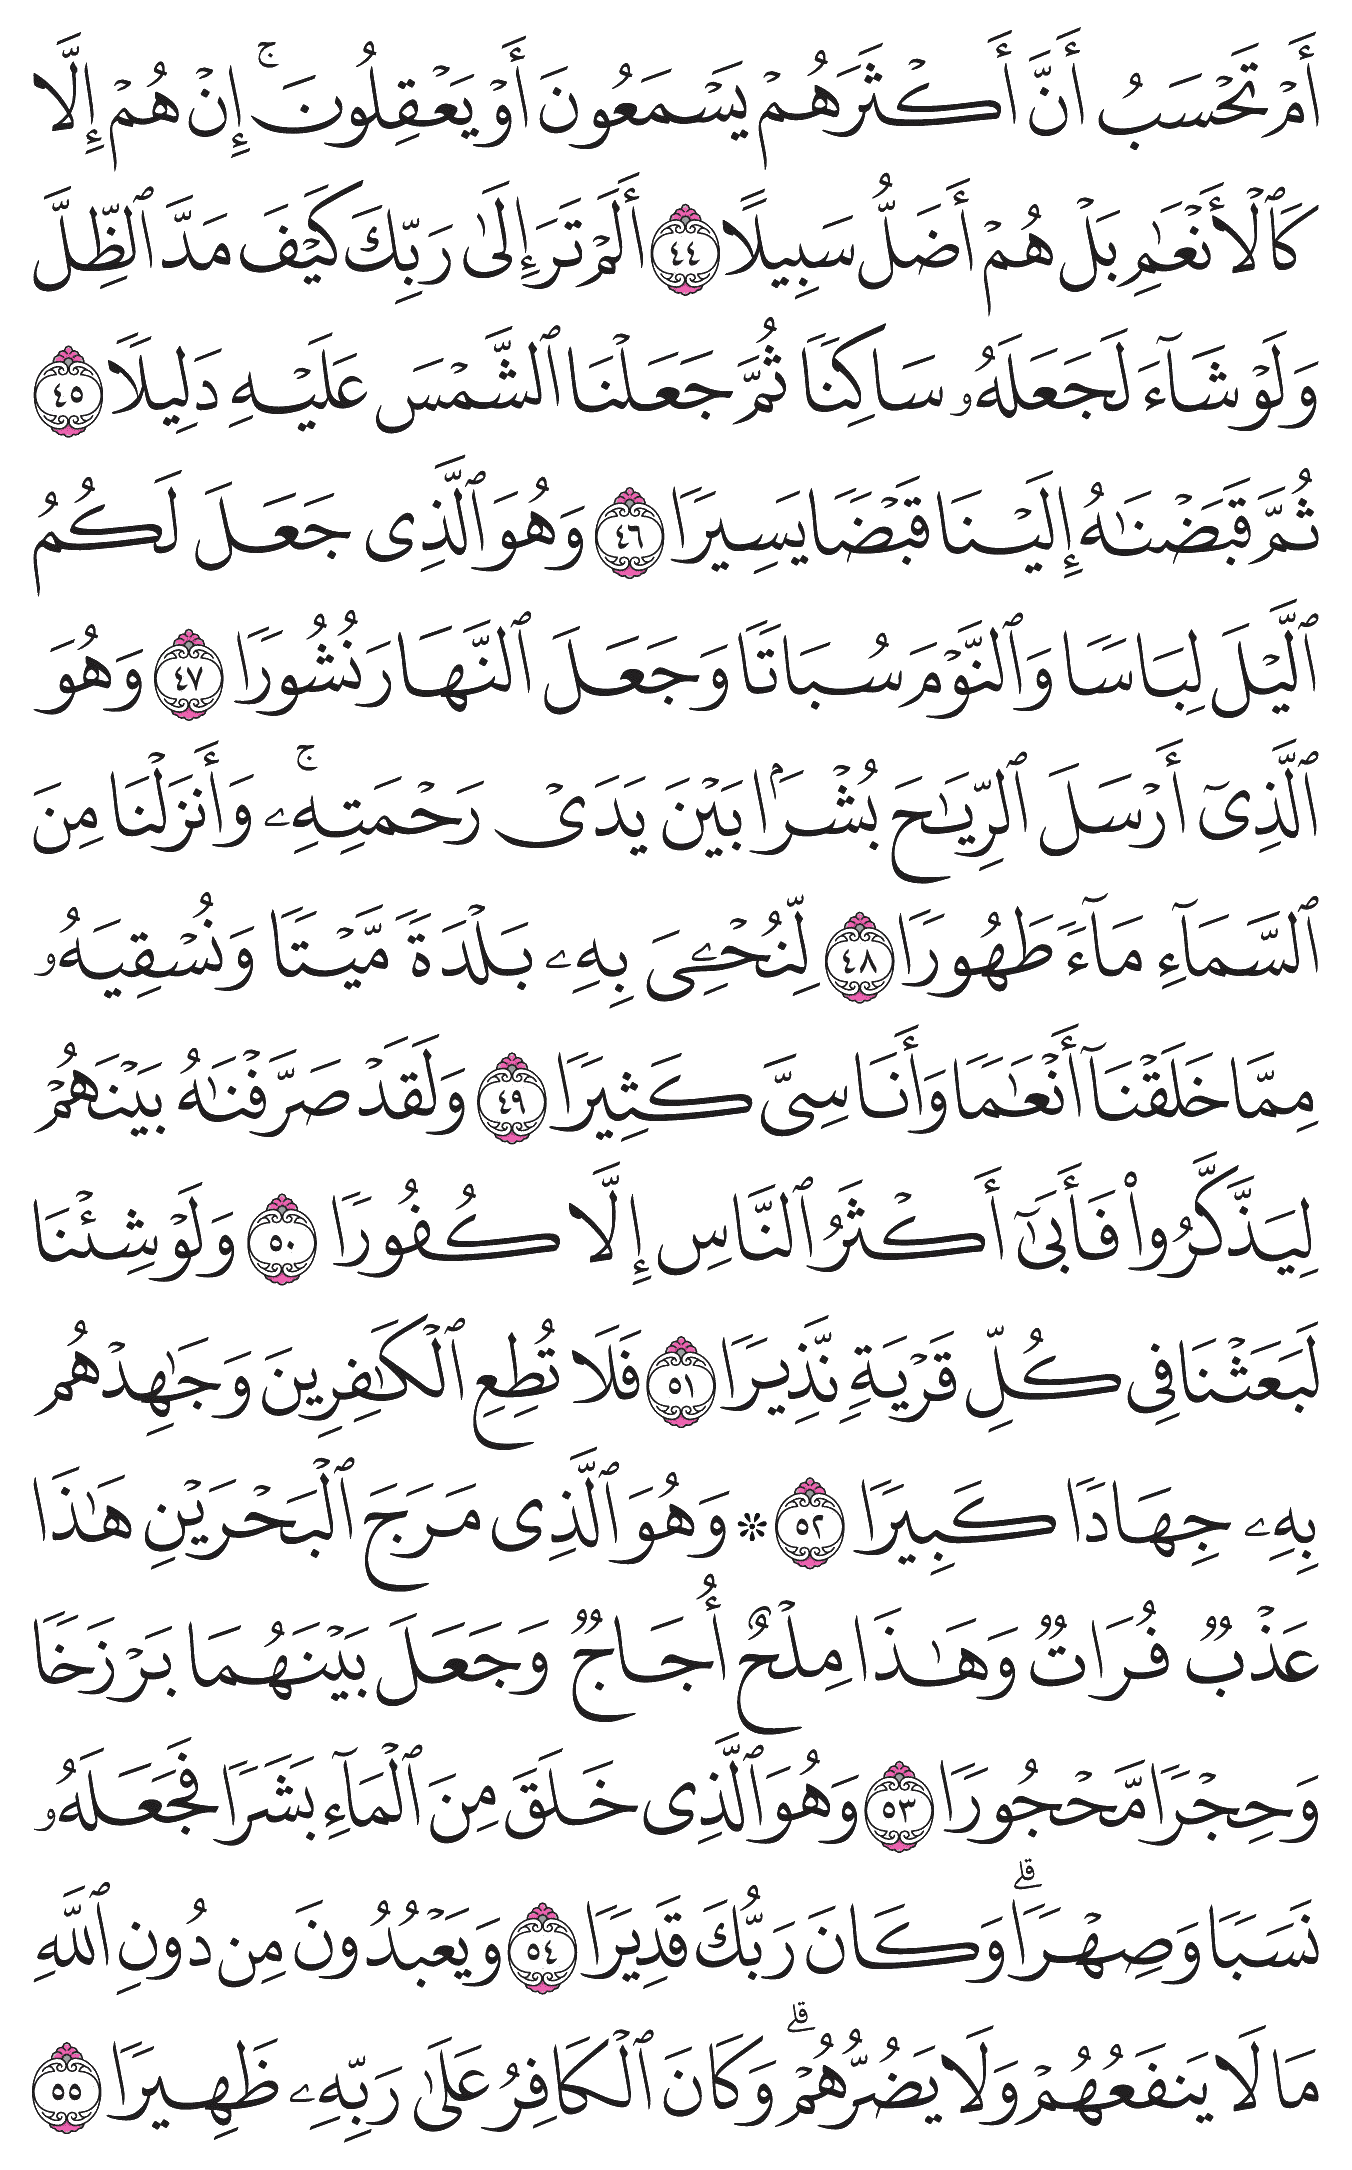 أَمْ تَحْسَبُ أَنَّ أَكْثَرَهُمْ يَسْمَعُونَ أَوْ يَعْقِلُونَ ۚ إِنْ هُمْ إِلَّا
كَٱلْأَنْعَٰمِ بَلْ هُمْ أَضَلُّ سَبِيلًا ٤٤ أَلَمْ تَرَ إِلَىٰ رَبِّكَ كَيْفَ مَدَّ ٱلظِّلَّ
وَلَوْ شَآءَ لَجَعَلَهُۥ سَاكِنًا ثُمَّ جَعَلْنَا ٱلشَّمْسَ عَلَيْهِ دَلِيلًا ٤٥
ثُمَّ قَبَضْنَٰهُ إِلَيْنَا قَبْضًا يَسِيرًا ٤٦ وَهُوَ ٱلَّذِى جَعَلَ لَكُمُ
ٱلَّيْلَ لِبَاسًا وَٱلنَّوْمَ سُبَاتًا وَجَعَلَ ٱلنَّهَارَ نُشُورًا ٤٧ وَهُوَ
ٱلَّذِىٓ أَرْسَلَ ٱلرِّيَٰحَ بُشْرًۢا بَيْنَ يَدَىْ رَحْمَتِهِۦ ۚ وَأَنزَلْنَا مِنَ
ٱلسَّمَآءِ مَآءً طَهُورًا ٤٨ لِّنُحْـِۧىَ بِهِۦ بَلْدَةً مَّيْتًا وَنُسْقِيَهُۥ
مِمَّا خَلَقْنَآ أَنْعَٰمًا وَأَنَاسِىَّ كَثِيرًا ٤٩ وَلَقَدْ صَرَّفْنَٰهُ بَيْنَهُمْ
لِيَذَّكَّرُوا۟ فَأَبَىٰٓ أَكْثَرُ ٱلنَّاسِ إِلَّا كُفُورًا ٥٠ وَلَوْ شِئْنَا
لَبَعَثْنَا فِى كُلِّ قَرْيَةٍ نَّذِيرًا ٥١ فَلَا تُطِعِ ٱلْكَٰفِرِينَ وَجَٰهِدْهُم
بِهِۦ جِهَادًا كَبِيرًا ٥٢ ۞ وَهُوَ ٱلَّذِى مَرَجَ ٱلْبَحْرَيْنِ هَٰذَا
عَذْبٌ فُرَاتٌ وَهَٰذَا مِلْحٌ أُجَاجٌ وَجَعَلَ بَيْنَهُمَا بَرْزَخًا
وَحِجْرًا مَّحْجُورًا ٥٣ وَهُوَ ٱلَّذِى خَلَقَ مِنَ ٱلْمَآءِ بَشَرًا فَجَعَلَهُۥ
نَسَبًا وَصِهْرًا ۗ وَكَانَ رَبُّكَ قَدِيرًا ٥٤ وَيَعْبُدُونَ مِن دُونِ ٱللَّهِ
مَا لَا يَنفَعُهُمْ وَلَا يَضُرُّهُمْ ۗ وَكَانَ ٱلْكَافِرُ عَلَىٰ رَبِّهِۦ ظَهِيرًا ٥٥